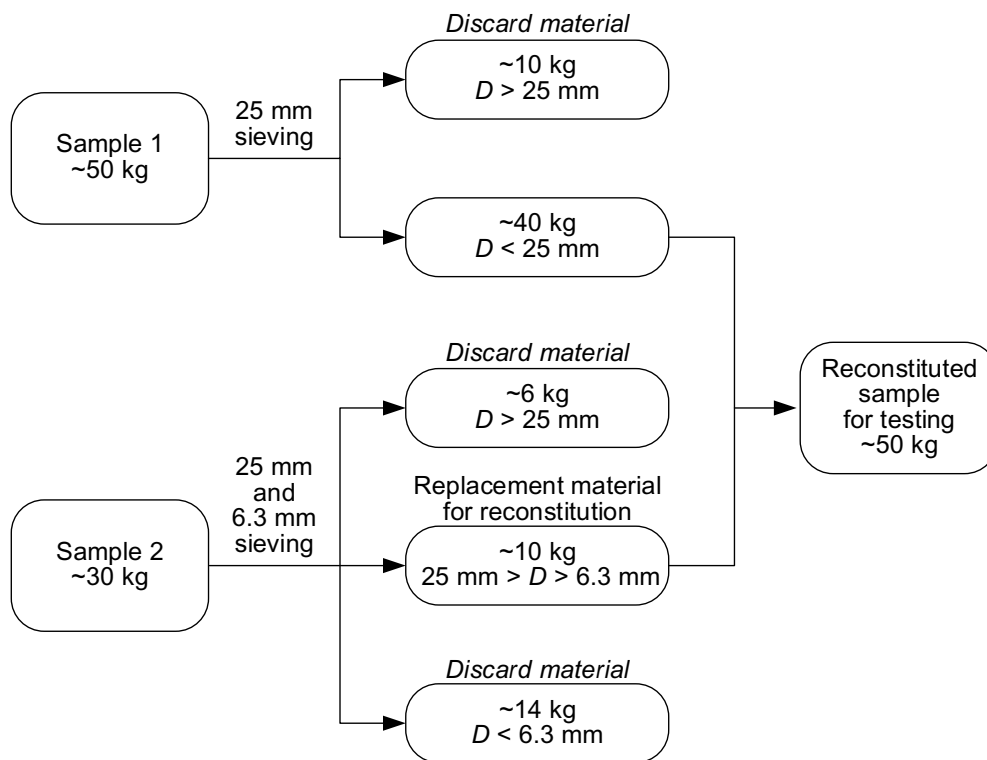 Discard material
~10 kg
D > 25 mm
25 mm
sieving
Sample 1
~50 kg
~40 kg
D < 25 mm
Discard material
~6 kg
D > 25 mm
Reconstituted
sample
for testing
~50 kg
25 mm
and
6.3 mm
sieving
Replacement material
for reconstitution
Sample 2
~30 kg
~10 kg
25 mm > D > 6.3 mm
Discard material
~14 kg
D < 6.3 mm